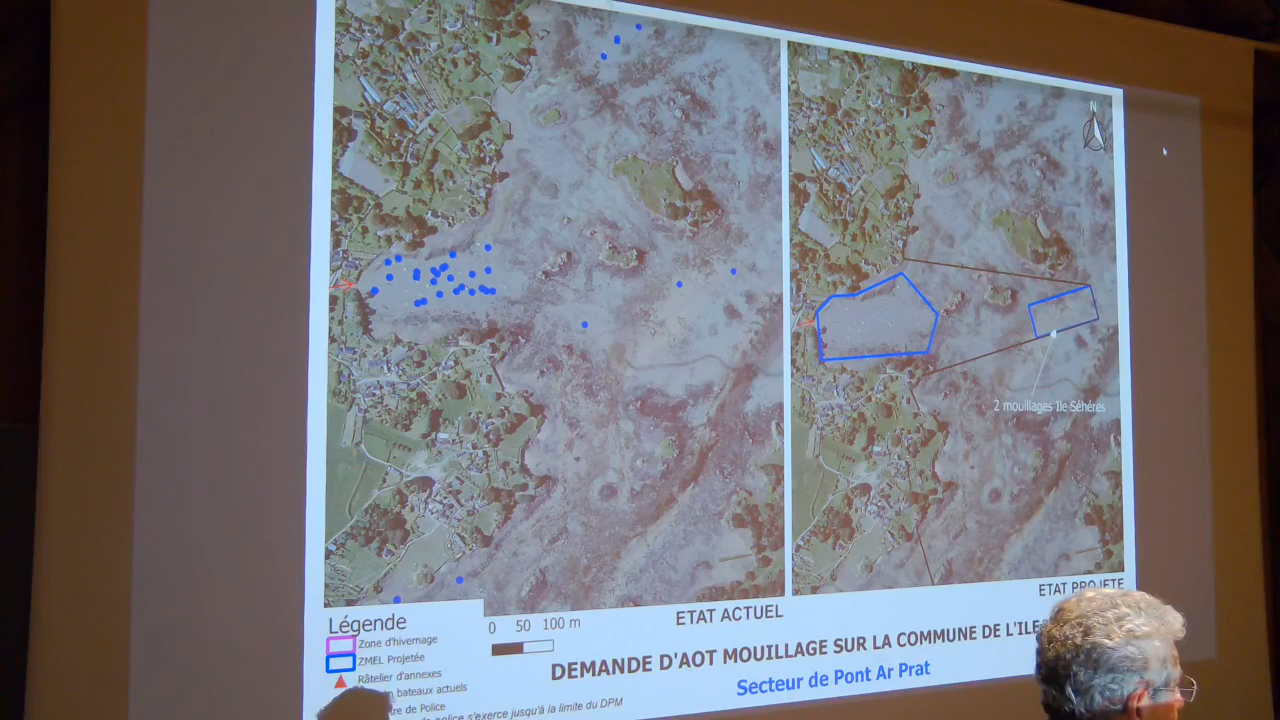 N
2 mouillages Ile Séhéres
ETAT ACTUEL
ETAT PROJETE
Légende
Zone d'hivernage
ZMEL Projetée
Râtelier d'annexes
bateaux actuels
de Police
0 50 100 m
DEMANDE D'AOT MOUILLAGE SUR LA COMMUNE DE L'ILE
Secteur de Pont Ar Prat
police s'exerce jusqu'à la limite du DPM